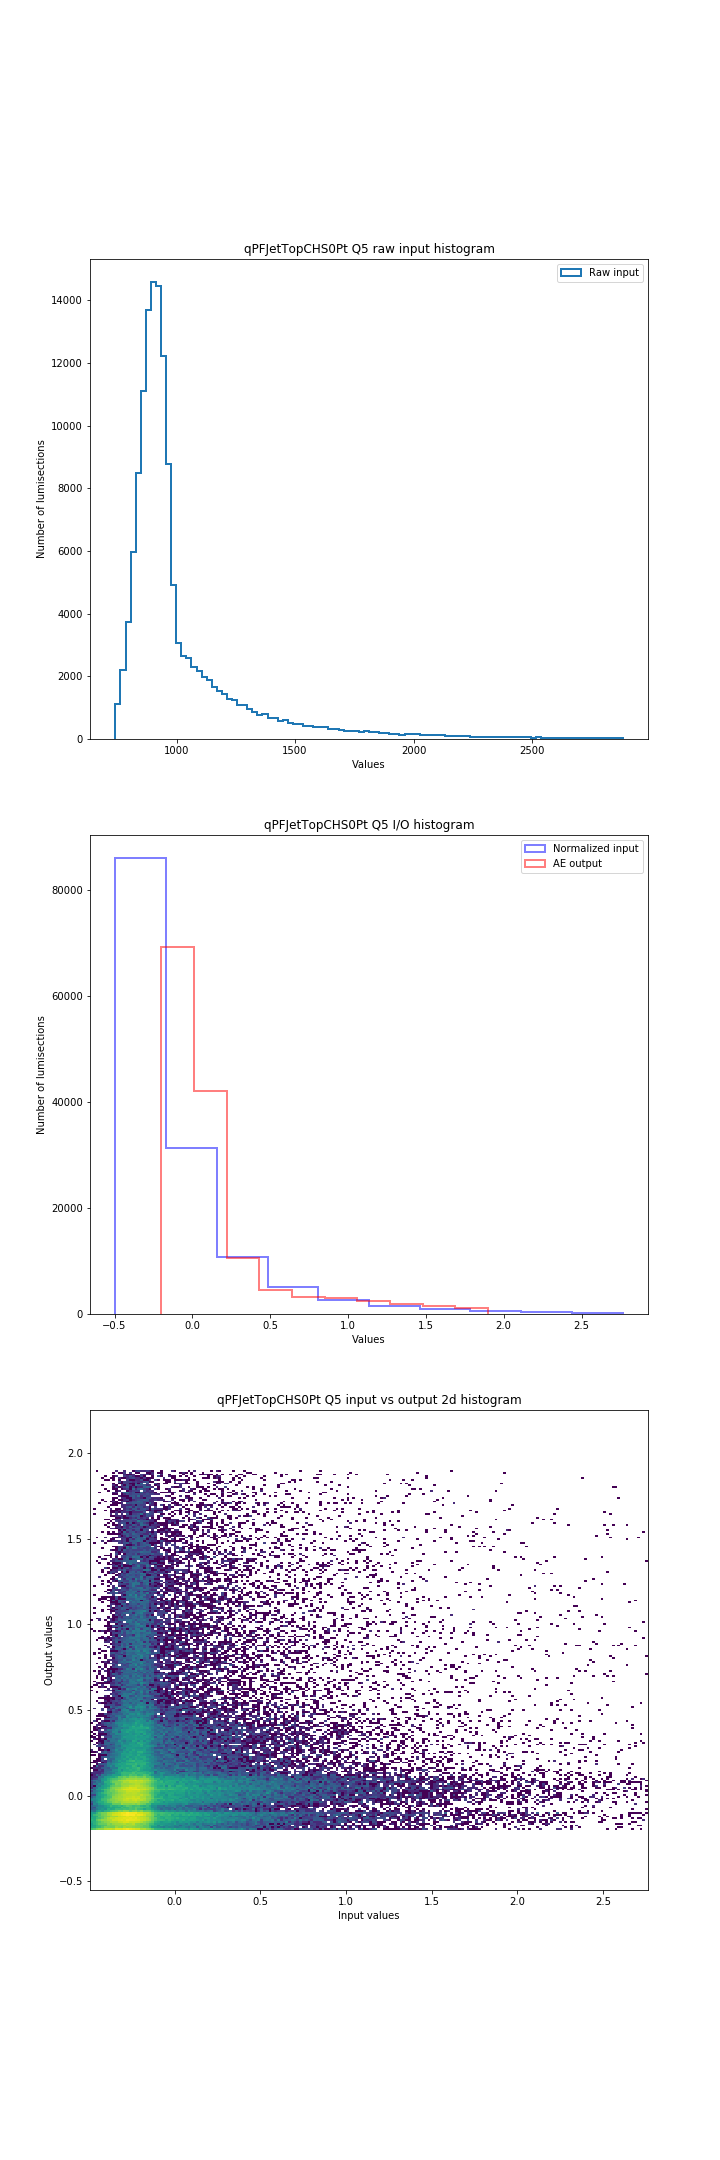 qPFJetTopCHS0Pt Q5 raw input histogram
Raw input
14000
12000
10000
8000
6000
4000
2000
0
Number of lumisections
1000 1500 2000 2500
Values
qPFJetTopCHS0Pt Q5 I/O histogram
Normalized input
AE output
80000
60000
40000
20000
0
Number of lumisections
−0.5 0.0 0.5 1.0 1.5 2.0 2.5
Values
qPFJetTopCHS0Pt Q5 input vs output 2d histogram
2.0
1.5
1.0
0.5
0.0
−0.5
Output values
0.0 0.5 1.0 1.5 2.0 2.5
Input values